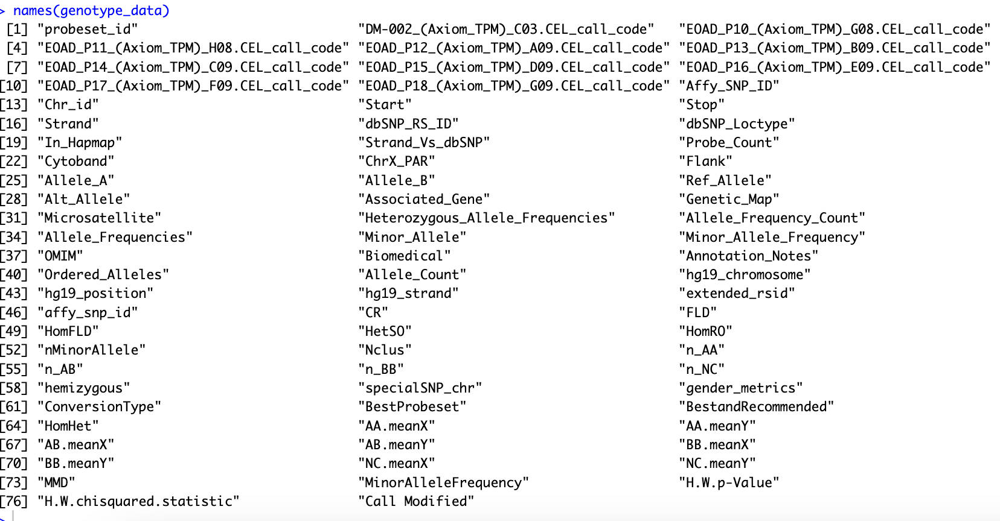 > names(genotype_data)
[1] "probeset_id" "DM-002_(Axiom_TPM)_C03.CEL_call_code" "EOAD_P10_(Axiom_TPM)_G08.CEL_call_code"
[4] "EOAD_P11_(Axiom_TPM)_H08.CEL_call_code" "EOAD_P12_(Axiom_TPM)_A09.CEL_call_code" "EOAD_P13_(Axiom_TPM)_B09.CEL_call_code"
[7] "EOAD_P14_(Axiom_TPM)_C09.CEL_call_code" "EOAD_P15_(Axiom_TPM)_D09.CEL_call_code" "EOAD_P16_(Axiom_TPM)_E09.CEL_call_code"
[10] "EOAD_P17_(Axiom_TPM)_F09.CEL_call_code" "EOAD_P18_(Axiom_TPM)_G09.CEL_call_code" "Affy_SNP_ID"
[13] "Chr_id" "Start" "Stop"
[16] "Strand" "dbSNP_RS_ID" "dbSNP_Loctype"
[19] "In_Hapmap" "Strand_Vs_dbSNP" "Probe_Count"
[22] "Cytoband" "ChrX_PAR" "Flank"
[25] "Allele_A" "Allele_B" "Ref_Allele"
[28] "Alt_Allele" "Associated_Gene" "Genetic_Map"
[31] "Microsatellite" "Heterozygous_Allele_Frequencies" "Allele_Frequency_Count"
[34] "Allele_Frequencies" "Minor_Allele" "Minor_Allele_Frequency"
[37] "OMIM" "Biomedical" "Annotation_Notes"
[40] "Ordered_Alleles" "Allele_Count" "hg19_chromosome"
[43] "hg19_position" "hg19_strand" "extended_rsid"
[46] "affy_snp_id" "CR" "FLD"
[49] "HomFLD" "HetSO" "HomRO"
[52] "nMinorAllele" "Nclus" "n_AA"
[55] "n_AB" "n_BB" "n_NC"
[58] "hemizygous" "specialSNP_chr" "gender_metrics"
[61] "ConversionType" "BestProbeset" "BestandRecommended"
[64] "HomHet" "AA.meanX" "AA.meanY"
[67] "AB.meanX" "AB.meanY" "BB.meanX"
[70] "BB.meanY" "NC.meanX" "NC.meanY"
[73] "MMD" "MinorAlleleFrequency" "H.W.p-Value"
[76] "H.W.chisquared.statistic" "Call Modified"
>